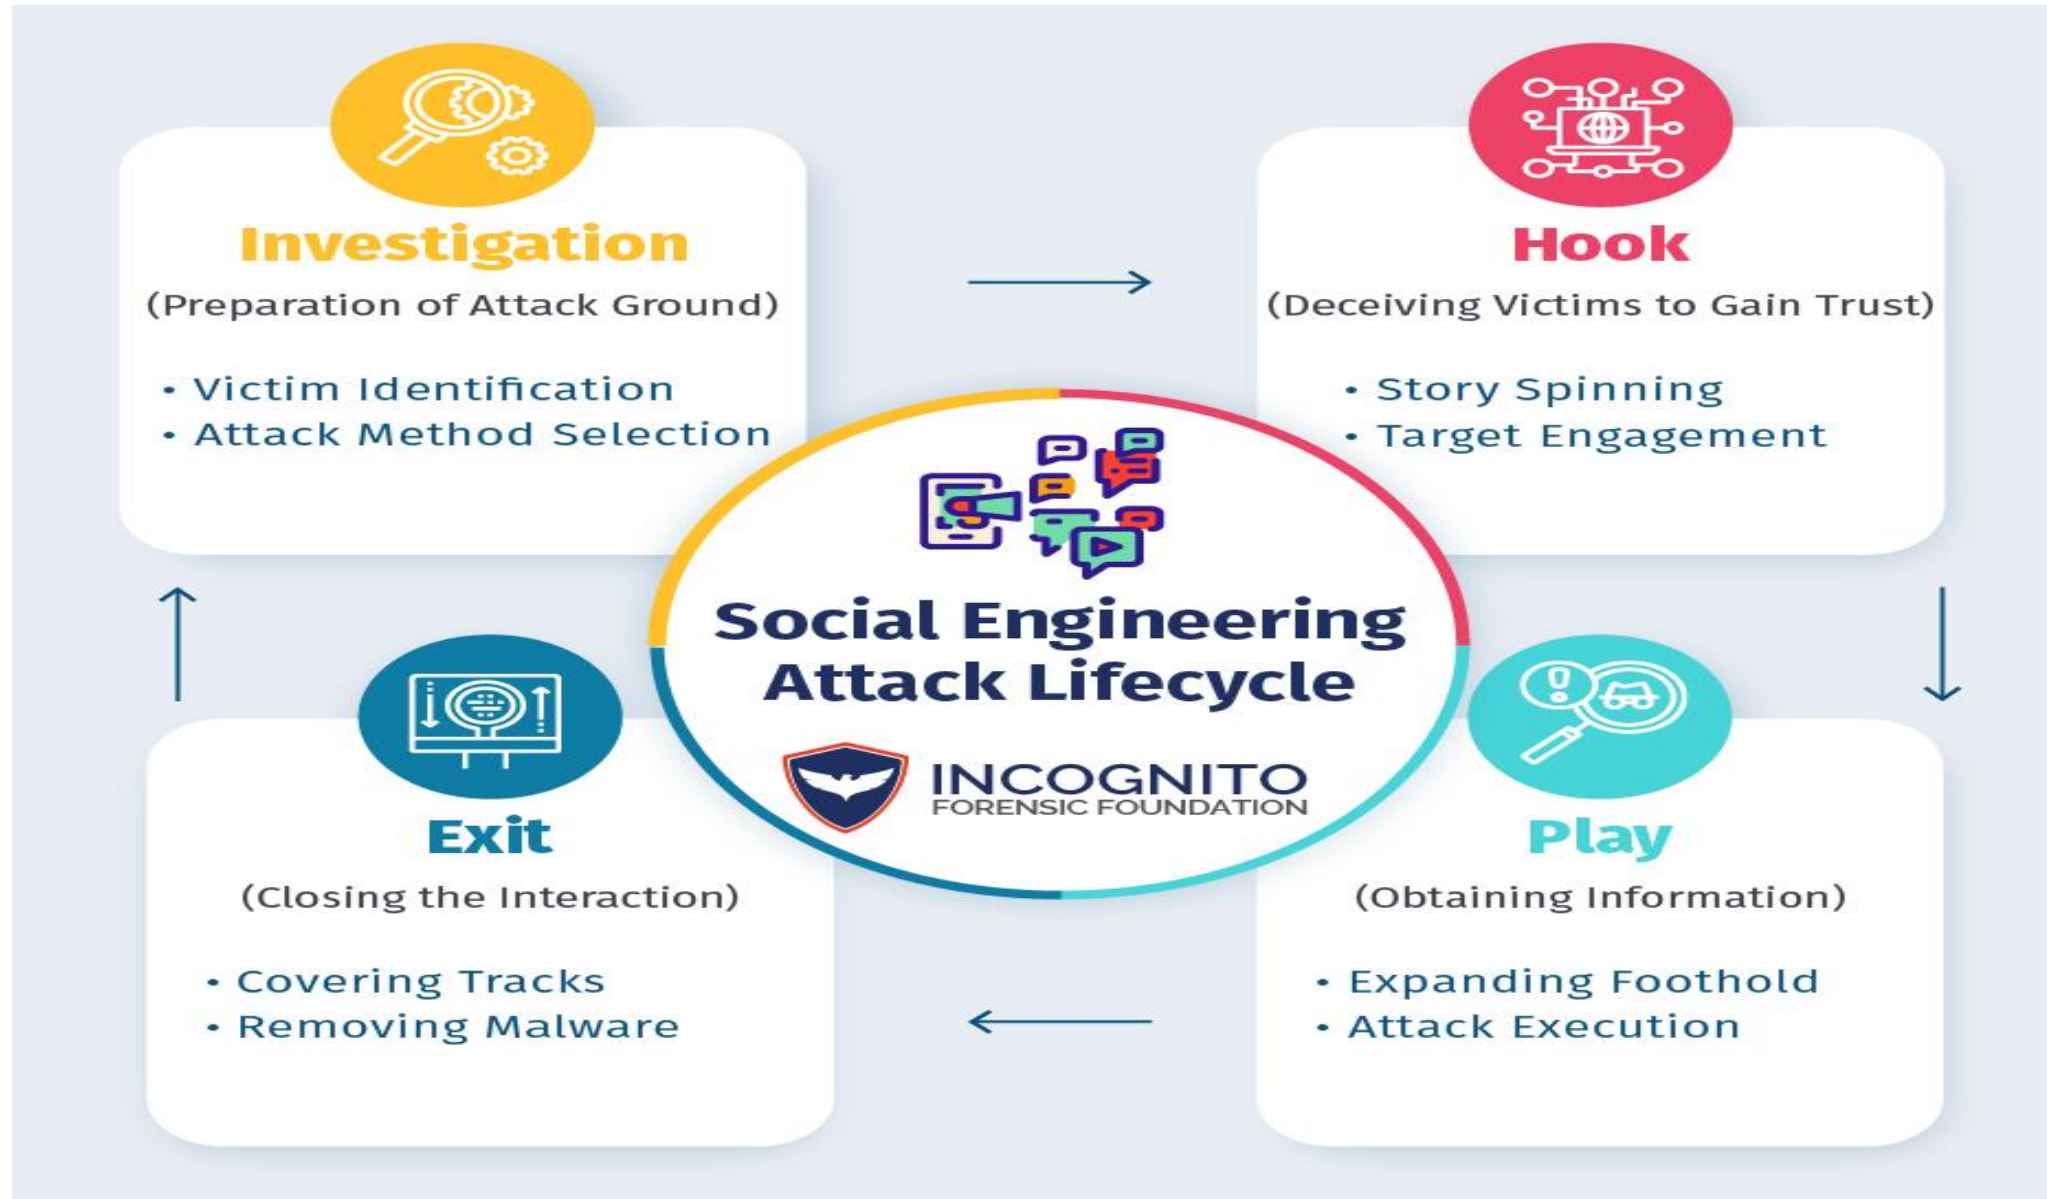 Investigation
(Preparation of Attack Ground)
• Victim Identification
• Attack Method Selection
Hook
(Deceiving Victims to Gain Trust)
• Story Spinning
• Target Engagement
Social Engineering
Attack Lifecycle
INCOGNITO
FORENSIC FOUNDATION
Exit
(Closing the Interaction)
• Covering Tracks
• Removing Malware
Play
(Obtaining Information)
• Expanding Foothold
• Attack Execution